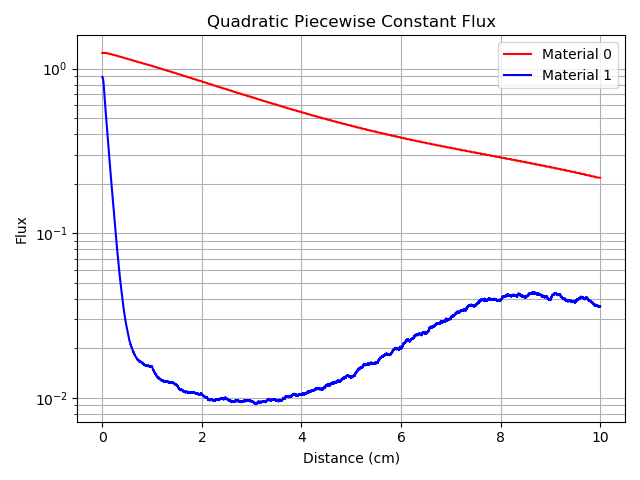 Quadratic Piecewise Constant Flux
Material 0
Material 1
Flux
10⁰
10⁻¹
10⁻²
0 2 4 6 8 10
Distance (cm)